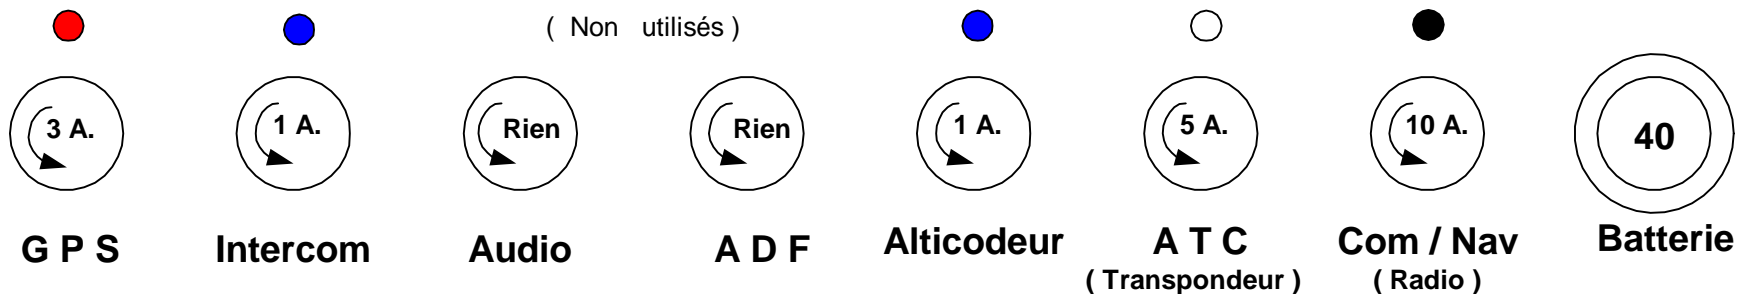 ( Non utilisés )
3 A. 1 A. Rien Rien 1 A. 5 A. 10 A. 40
G P S Intercom Audio A D F Alticodeur A T C Com / Nav Batterie
( Transpondeur ) ( Radio )